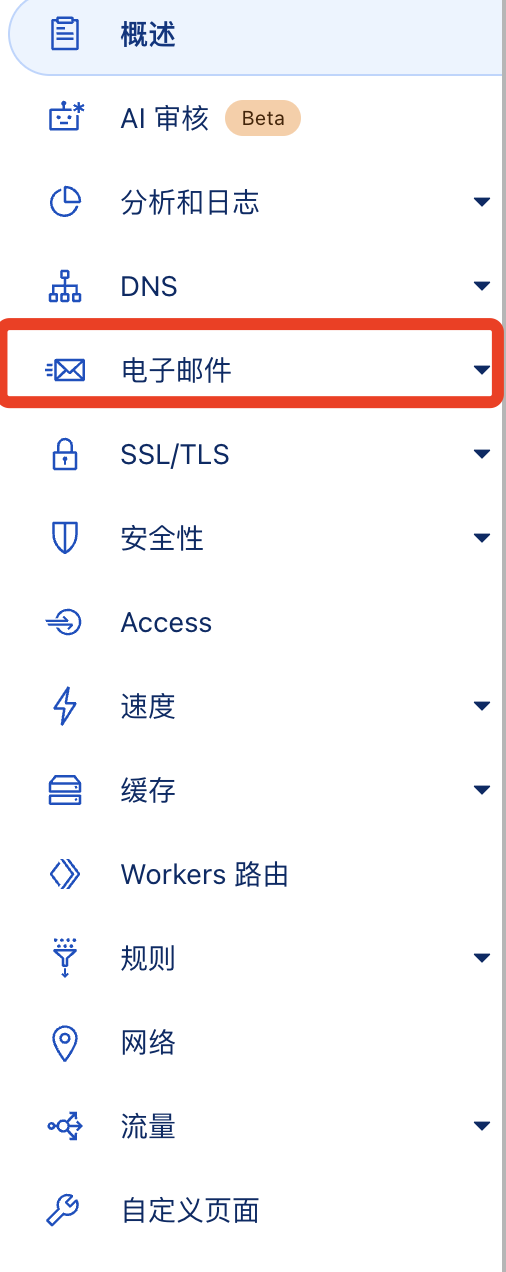 概述
AI 审核 Beta
分析和日志
DNS
电子邮件
SSL/TLS
安全性
Access
速度
缓存
Workers 路由
规则
网络
流量
自定义页面